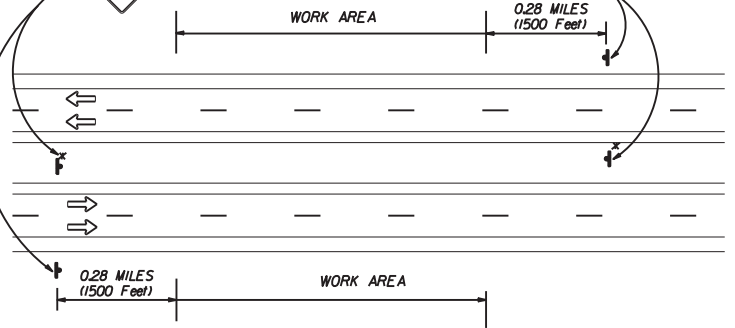 WORK AREA
0.28 MILES
(1500 Feet)
x
x
0.28 MILES
(1500 Feet)
WORK AREA